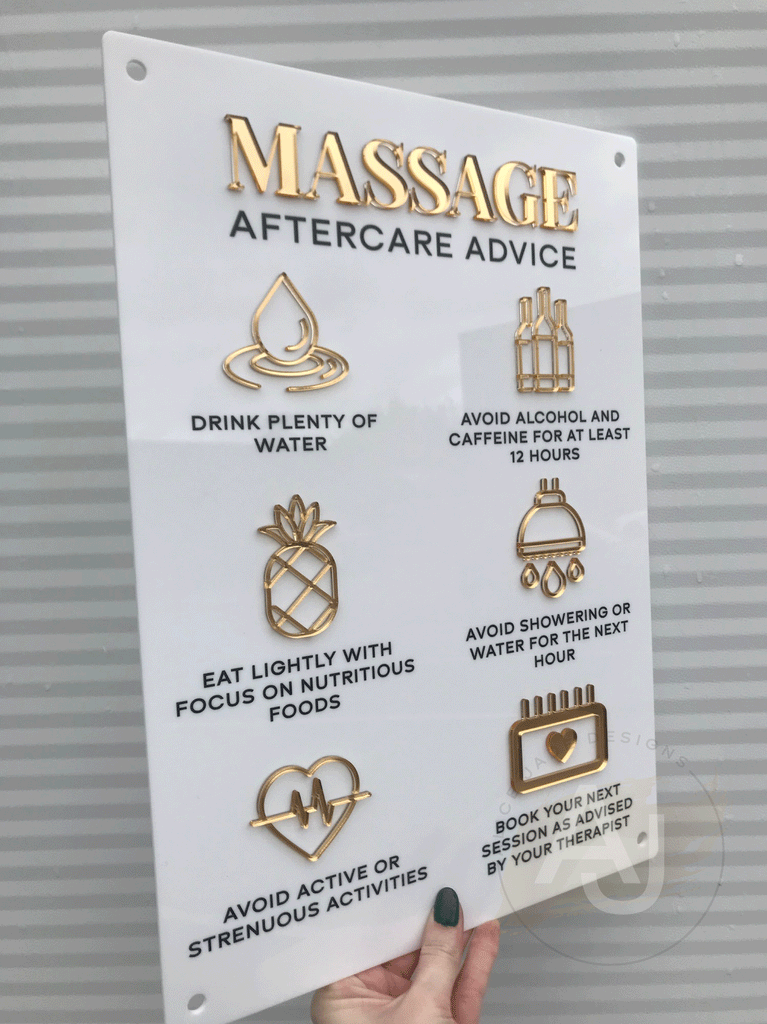 MASSAGE
AFTERCARE ADVICE
DRINK PLENTY OF
WATER
AVOID ALCOHOL AND
CAFFEINE FOR AT LEAST
12 HOURS
EAT LIGHTLY WITH
FOCUS ON NUTRITIOUS
FOODS
AVOID SHOWERING OR
WATER FOR THE NEXT
HOUR
AVOID ACTIVE OR
STRENUOUS ACTIVITIES
BOOK YOUR NEXT
SESSION AS ADVISED
BY YOUR THERAPIST
DESIGNS
AJ